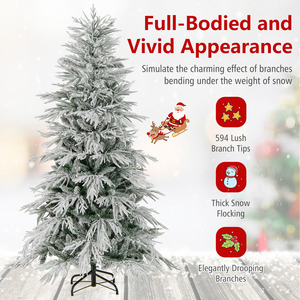 Full-Bodied and
Vivid Appearance
Simulate the charming effect of branches
bending under the weight of snow
594 Lush
Branch Tips
Thick Snow
Flocking
Elegantly Drooping
Branches